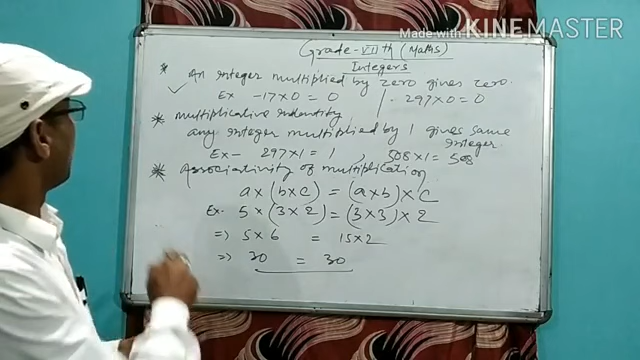 Made with KINEMASTER
Grade-VIIth (Maths)
Integers
* An integer multiplied by zero gives zero.
Ex -17×0 = 0 | . 297×0 = 0
* multiplicative indentity
any integer multiplied by 1 gives same
integer.
Ex- 297×1 = 1 , 508×1 = 508
* Associativity of multiplication
a×(b×c) = (a×b)×c
Ex. 5×(3×2) = (3×3)×2
⇒ 5×6 = 15×2
⇒ 30 = 30